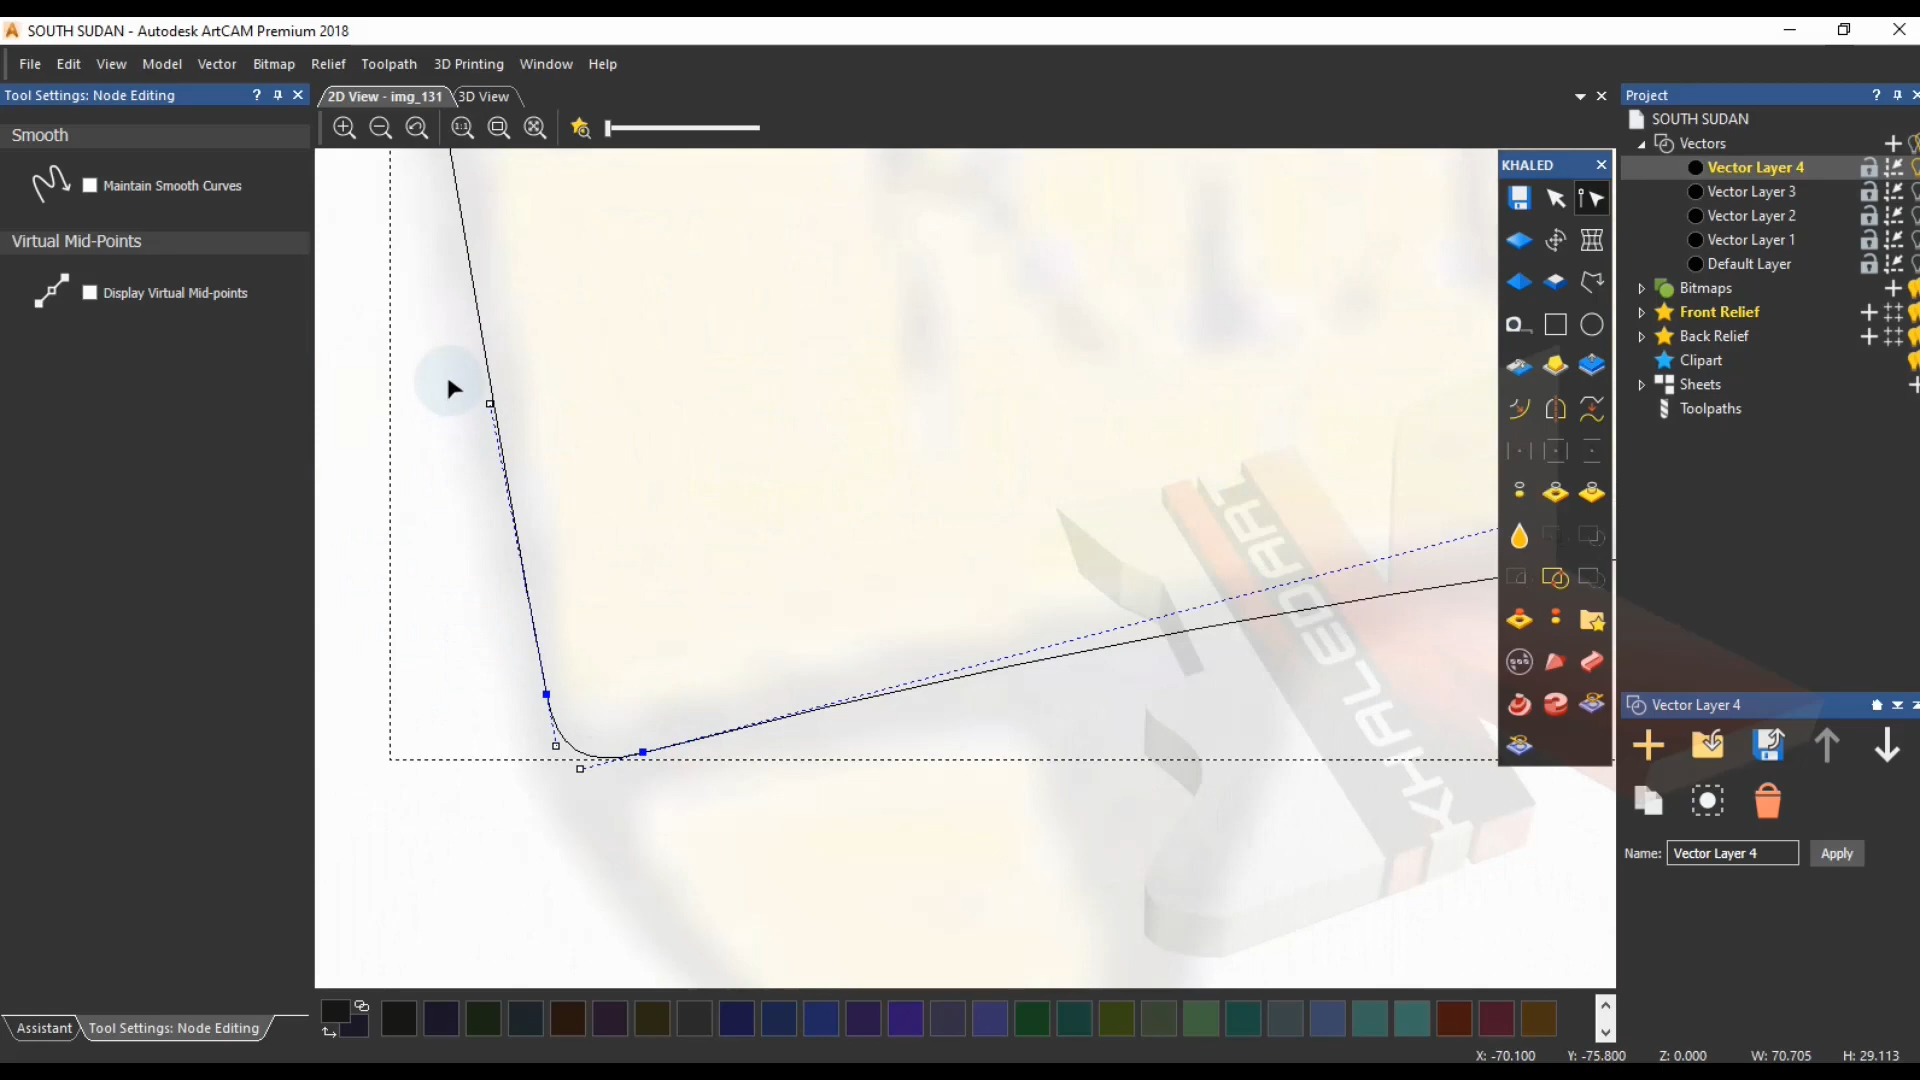 SOUTH SUDAN - Autodesk ArtCAM Premium 2018
File Edit View Model Vector Bitmap Relief Toolpath 3D Printing Window Help
Tool Settings: Node Editing
?
2D View - img_131
3D View
Project
?
Smooth
Maintain Smooth Curves
Virtual Mid-Points
Display Virtual Mid-points
1:1
KHALED
SOUTH SUDAN
Vectors
Vector Layer 4
Vector Layer 3
Vector Layer 2
Vector Layer 1
Default Layer
Bitmaps
Front Relief
Back Relief
Clipart
Sheets
Toolpaths
KHALEDART
KHALED
Vector Layer 4
Name: Vector Layer 4 Apply
Assistant
Tool Settings: Node Editing
X: -70.100 Y: -75.800 Z: 0.000 W: 70.705 H: 29.113